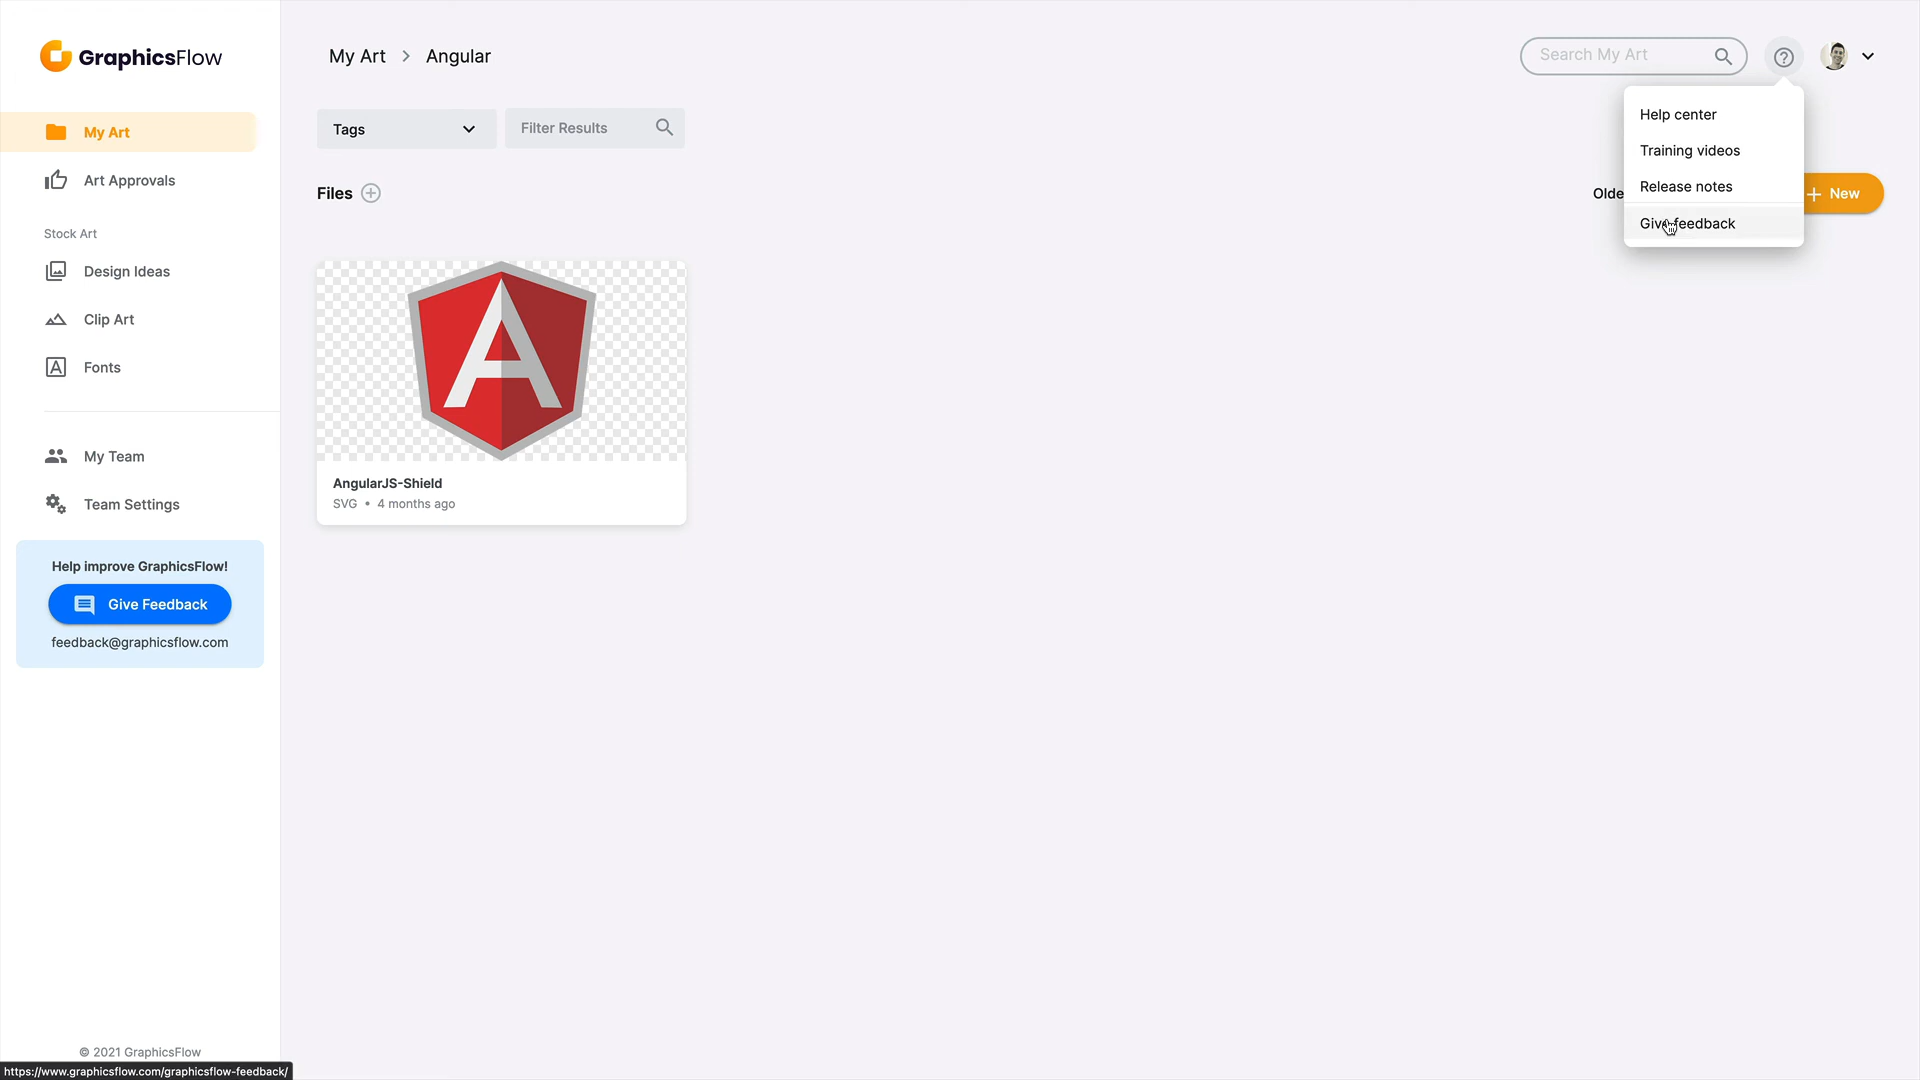 GraphicsFlow
My Art
Art Approvals
Stock Art
Design Ideas
Clip Art
Fonts
My Team
Team Settings
Help improve GraphicsFlow!
Give Feedback
feedback@graphicsflow.com
© 2021 GraphicsFlow
https://www.graphicsflow.com/graphicsflow-feedback/
My Art > Angular
Search My Art
Tags
Filter Results
Files
Olde
New
Help center
Training videos
Release notes
Give feedback
A
AngularJS-Shield
SVG • 4 months ago